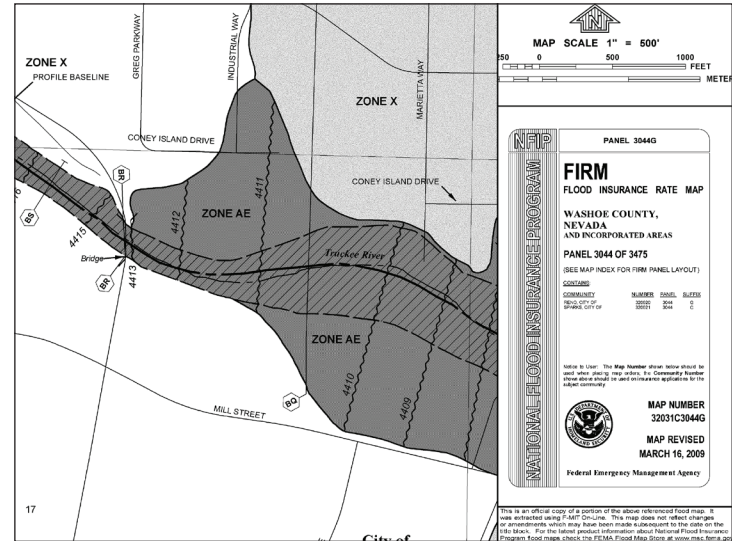 ZONE X
PROFILE BASELINE
GREG PARKWAY
INDUSTRIAL WAY
MARIETTA WAY
ZONE X
CONEY ISLAND DRIVE
CONEY ISLAND DRIVE
BR
BS
4415
4412
4411
ZONE AE
Truckee River
Bridge
BR
4413
ZONE AE
4410
4409
BQ
MILL STREET
17
City of
MAP SCALE 1" = 500'
0 500 1000
FEET
NFIP
NATIONAL FLOOD INSURANCE PROGRAM
PANEL 3044G
FIRM
FLOOD INSURANCE RATE MAP
WASHOE COUNTY,
NEVADA
AND INCORPORATED AREAS
PANEL 3044 OF 3475
(SEE MAP INDEX FOR FIRM PANEL LAYOUT)
CONTAINS:
COMMUNITY NUMBER PANEL SUFFIX
RENO, CITY OF 320020 3044 G
SPARKS, CITY OF 320021 3044 G
Notice to User: The Map Number shown below should be
used when placing map orders; the Community Number
shown above should be used on insurance applications for the
subject community.
U.S. DEPARTMENT OF HOMELAND SECURITY
MAP NUMBER
32031C3044G
MAP REVISED
MARCH 16, 2009
Federal Emergency Management Agency
This is an official copy of a portion of the above referenced flood map. It
was extracted using F-MIT On-Line. This map does not reflect changes
or amendments which may have been made subsequent to the date on the
title block. For the latest product information about National Flood Insurance
Program flood maps check the FEMA Flood Map Store at www.msc.fema.gov